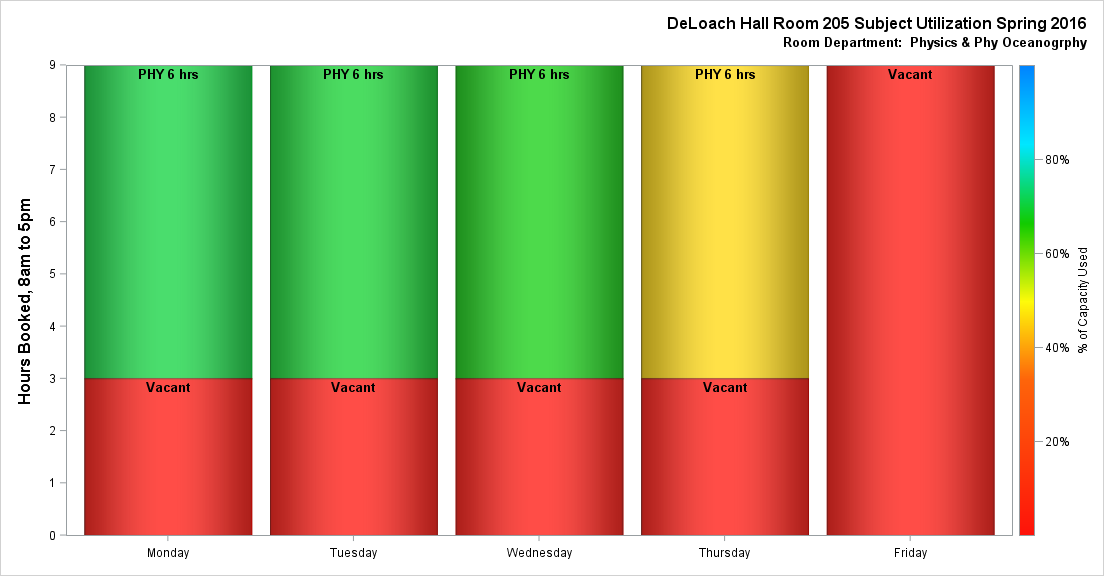 DeLoach Hall Room 205 Subject Utilization Spring 2016
Room Department:  Physics & Phy Oceanogrphy
Hours Booked, 8am to 5pm
9
8
7
6
5
4
3
2
1
0
PHY 6 hrs
PHY 6 hrs
PHY 6 hrs
PHY 6 hrs
Vacant
Vacant
Vacant
Vacant
Vacant
Monday
Tuesday
Wednesday
Thursday
Friday
80%
60%
40%
20%
% of Capacity Used